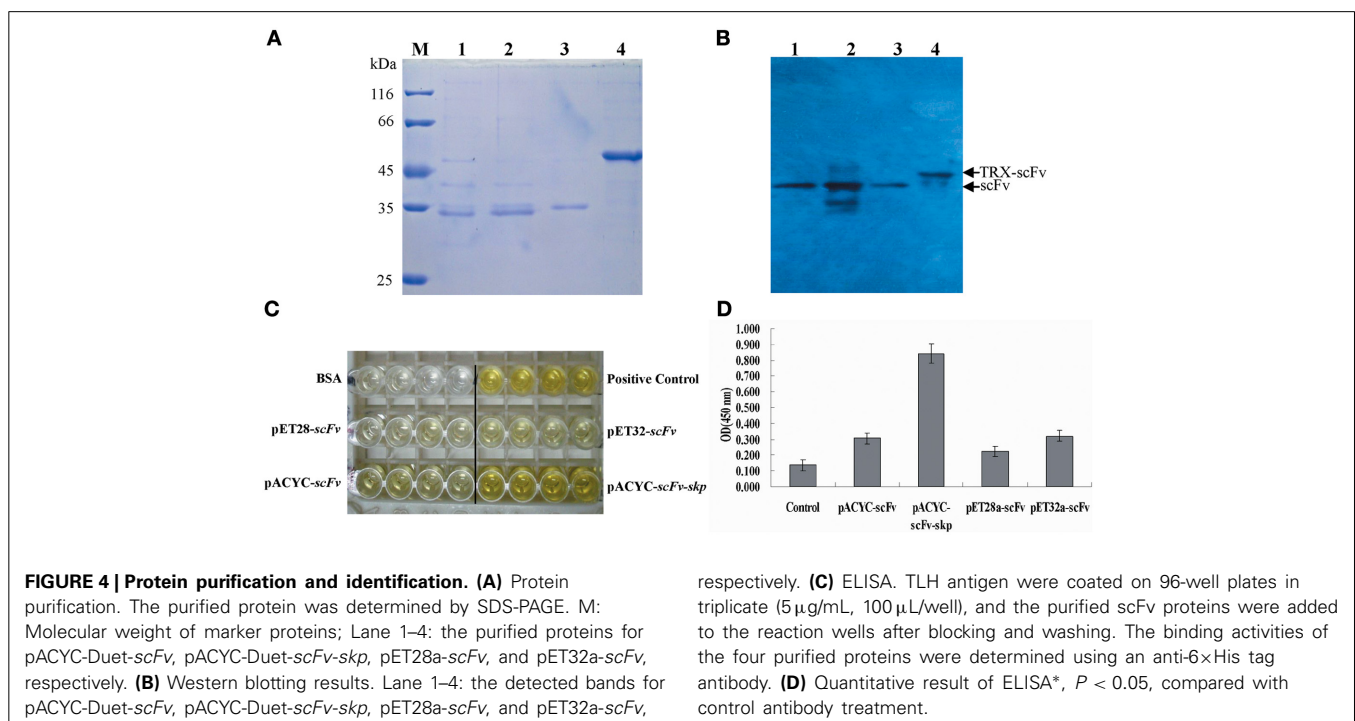 A
M 1 2 3 4
kDa
116
66
45
35
25
B
1 2 3 4
TRX-scFv
scFv
C
BSA
Positive Control
pET28-scFv
pET32-scFv
pACYC-scFv
pACYC-scFv-skp
D
1.000
0.900
0.800
0.700
0.600
0.500
0.400
0.300
0.200
0.100
0.000
OD(450 nm)
Control
pACYC-scFv
pACYC-
scFv-skp
pET28a-scFv
pET32a-scFv
FIGURE 4 | Protein purification and identification. (A) Protein
purification. The purified protein was determined by SDS-PAGE. M:
Molecular weight of marker proteins; Lane 1–4: the purified proteins for
pACYC-Duet-scFv, pACYC-Duet-scFv-skp, pET28a-scFv, and pET32a-scFv,
respectively. (B) Western blotting results. Lane 1–4: the detected bands for
pACYC-Duet-scFv, pACYC-Duet-scFv-skp, pET28a-scFv, and pET32a-scFv,
respectively. (C) ELISA. TLH antigen were coated on 96-well plates in
triplicate (5 μg/mL, 100 μL/well), and the purified scFv proteins were added
to the reaction wells after blocking and washing. The binding activities of
the four purified proteins were determined using an anti-6×His tag
antibody. (D) Quantitative result of ELISA*, P < 0.05, compared with
control antibody treatment.